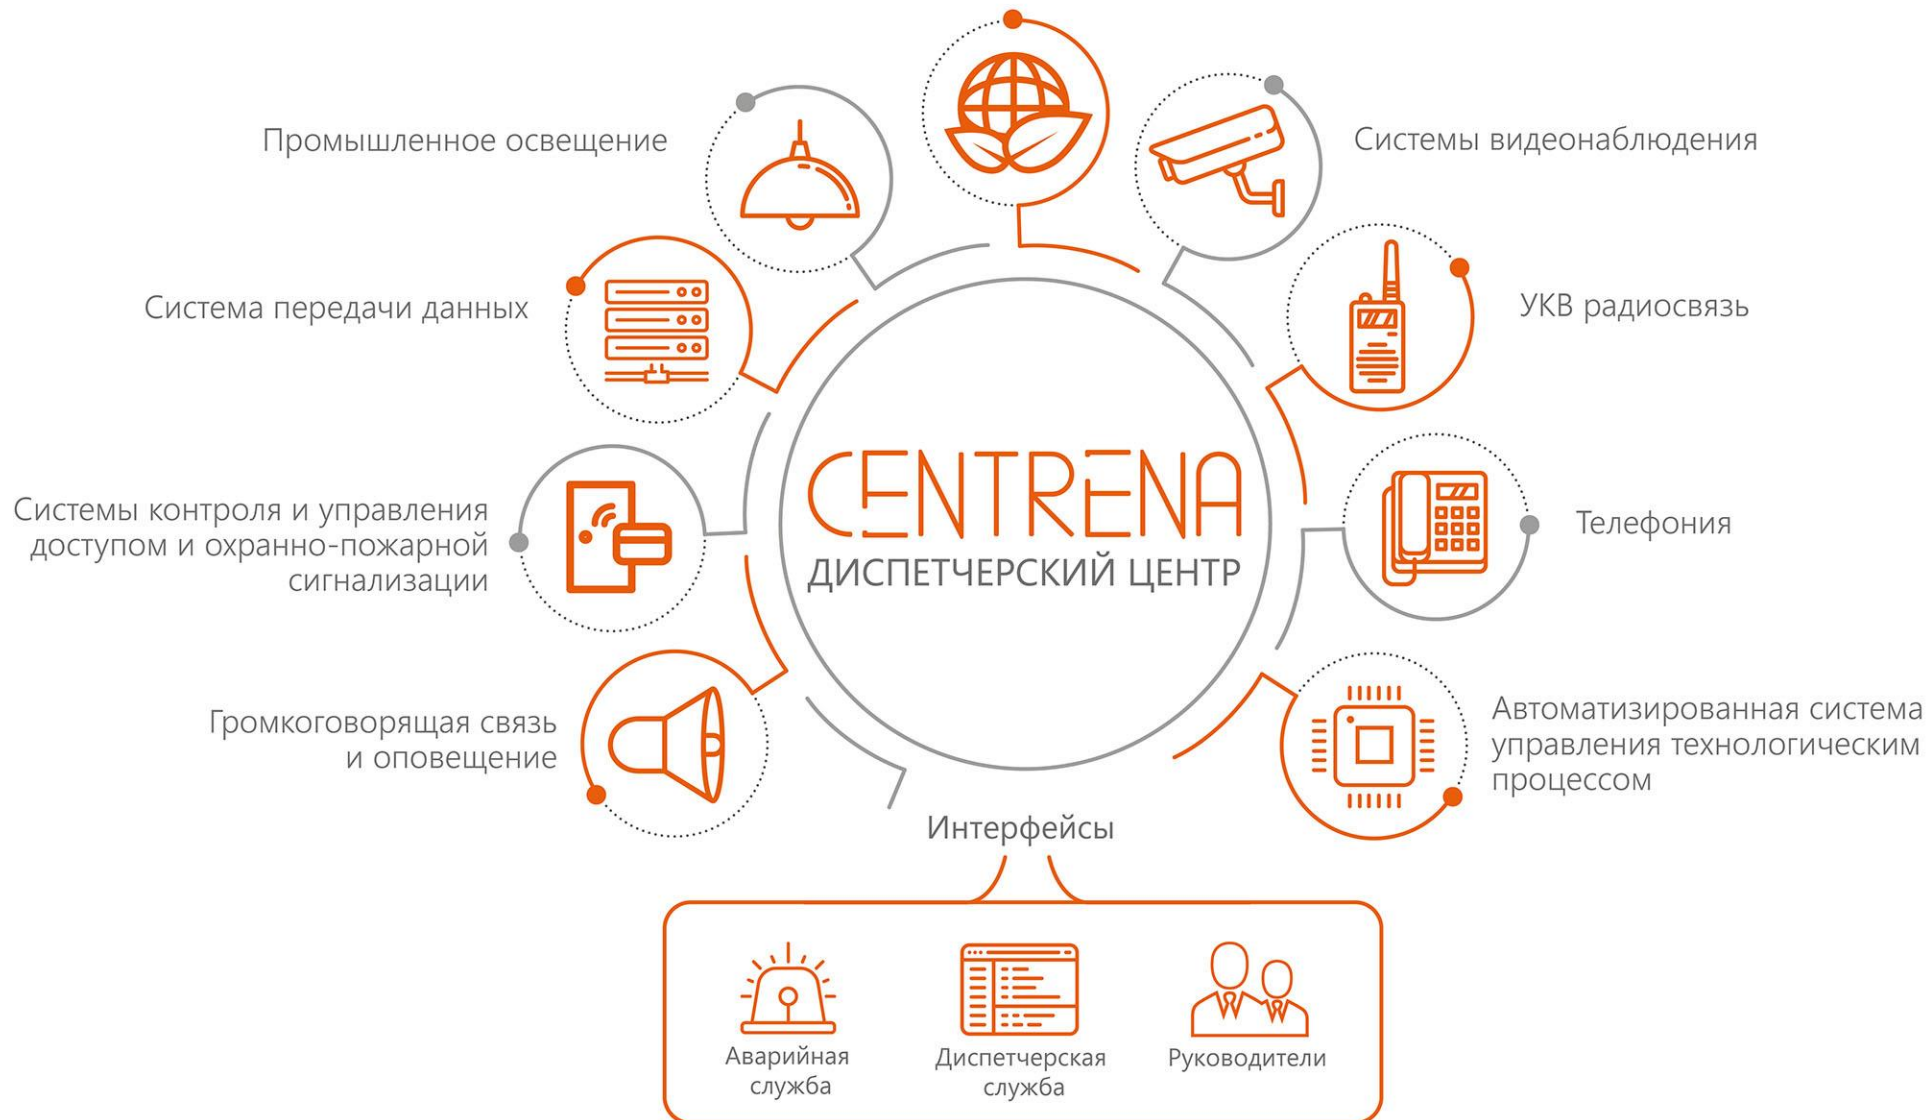 Промышленное освещение
Системы видеонаблюдения
Система передачи данных
УКВ радиосвязь
Системы контроля и управления
доступом и охранно-пожарной
сигнализации
CENTRENA
ДИСПЕТЧЕРСКИЙ ЦЕНТР
Телефония
Громкоговорящая связь
и оповещение
Автоматизированная система
управления технологическим
процессом
Интерфейсы
Аварийная
служба
Диспетчерская
служба
Руководители